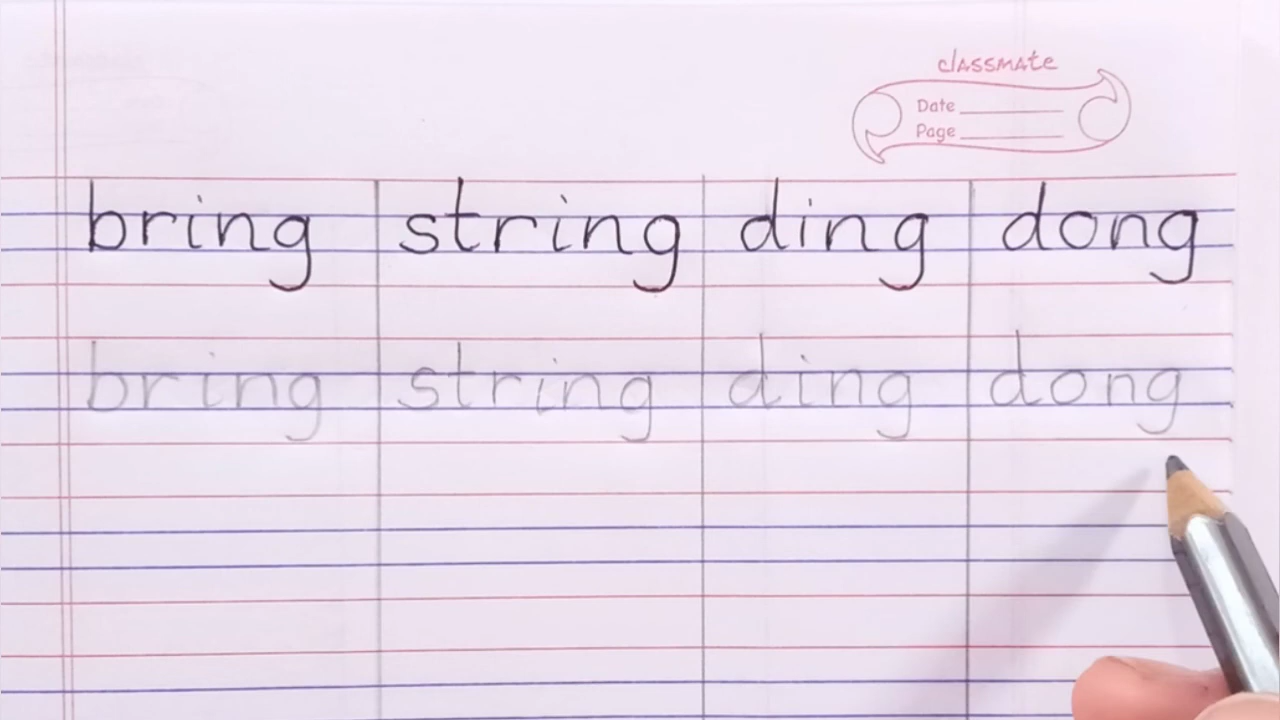 classmate
Date
Page
bring string ding dong
bring string ding dong